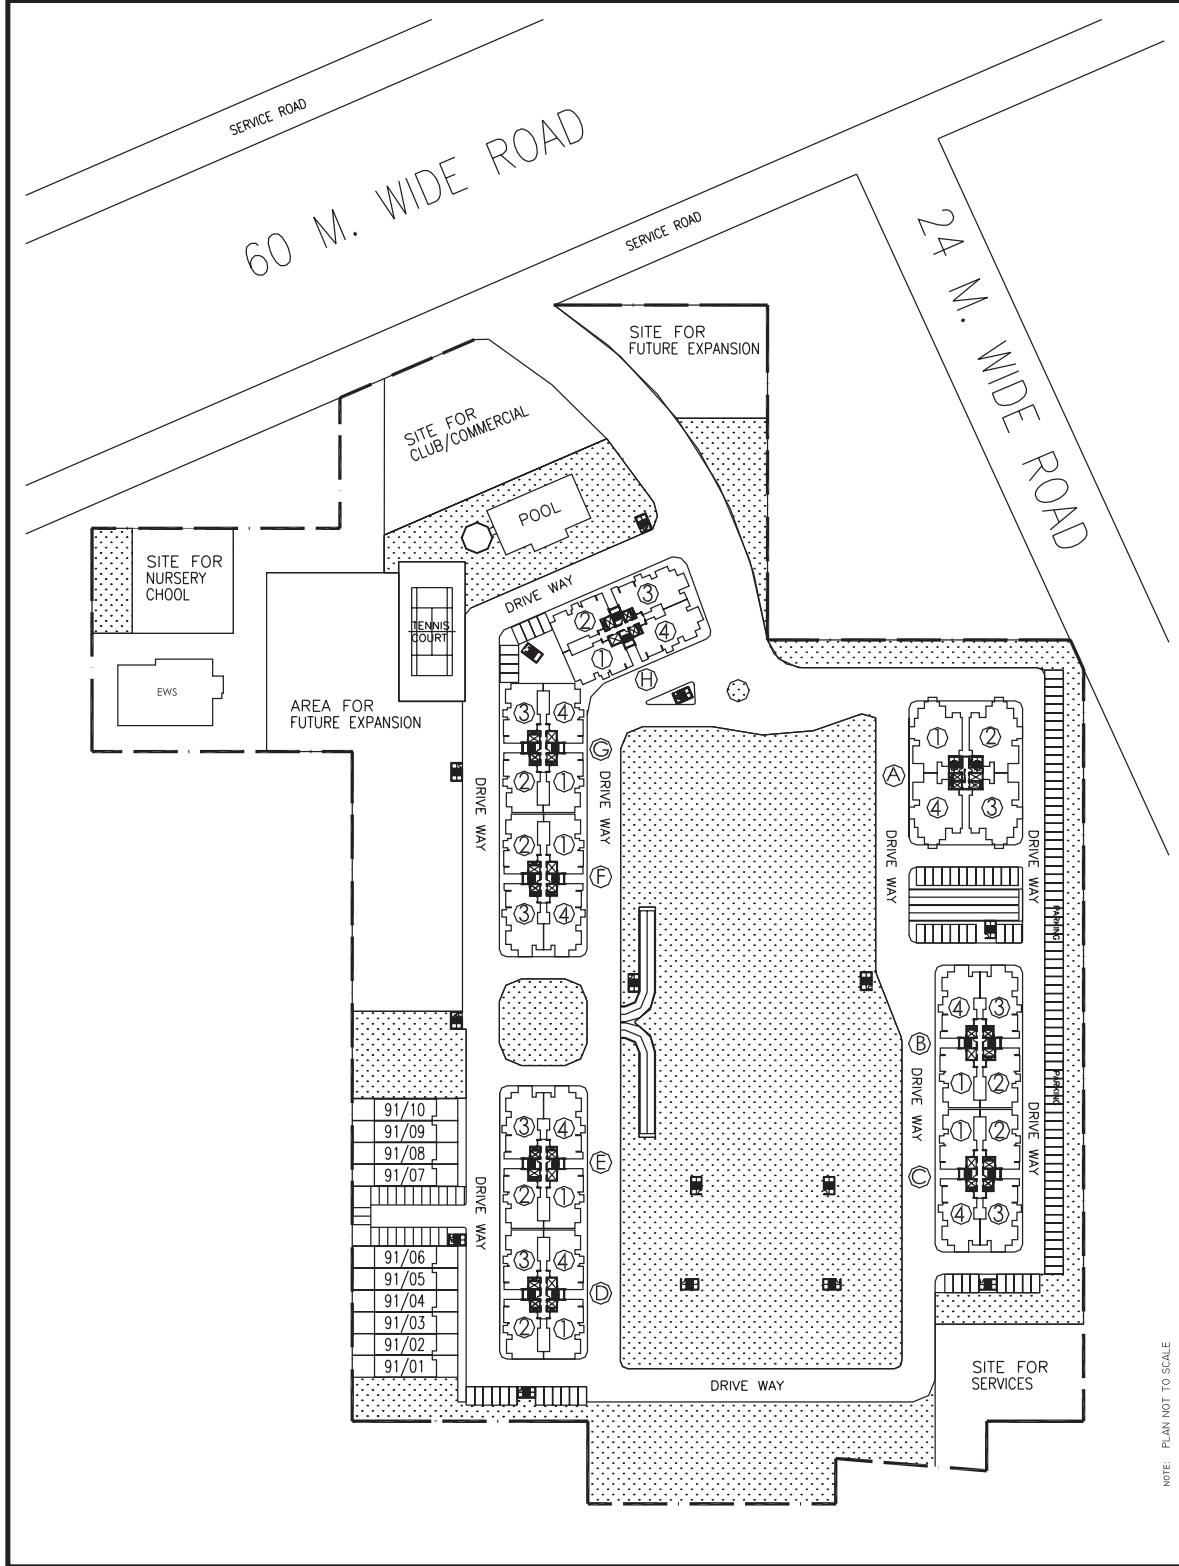 SERVICE ROAD
60 M. WIDE ROAD
SERVICE ROAD
24 M. WIDE ROAD
SITE FOR
FUTURE EXPANSION
SITE FOR
CLUB/COMMERCIAL
POOL
SITE FOR
NURSERY
CHOOL
DRIVE WAY
TENNIS
COURT
EWS
AREA FOR
FUTURE EXPANSION
2
3
1
4
H
3
4
G
2
1
DRIVE WAY
DRIVE WAY
2
1
F
3
4
1
2
A
4
3
DRIVE WAY
DRIVE WAY
PARKING
4
3
B
1
2
DRIVE WAY
PARKING
1
2
DRIVE WAY
C
4
3
91/10
91/09
91/08
91/07
3
4
E
2
1
DRIVE WAY
91/06
91/05
91/04
91/03
91/02
91/01
3
4
D
2
1
DRIVE WAY
SITE FOR
SERVICES
NOTE: PLAN NOT TO SCALE